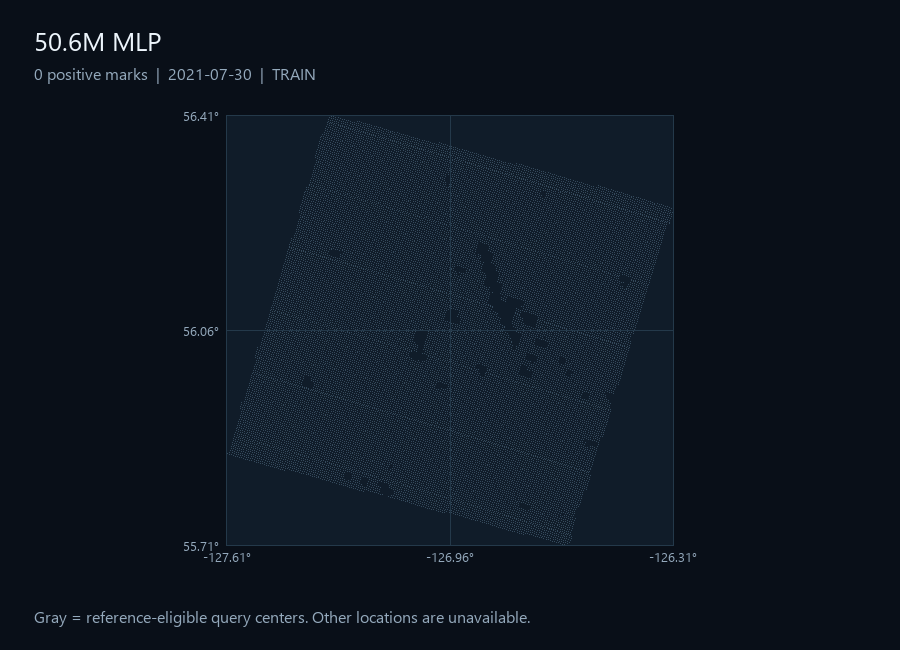 50.6M MLP
0 positive marks | 2021-07-30 | TRAIN
56.41°
56.06°
55.71°
-127.61°
-126.96°
-126.31°
Gray = reference-eligible query centers. Other locations are unavailable.